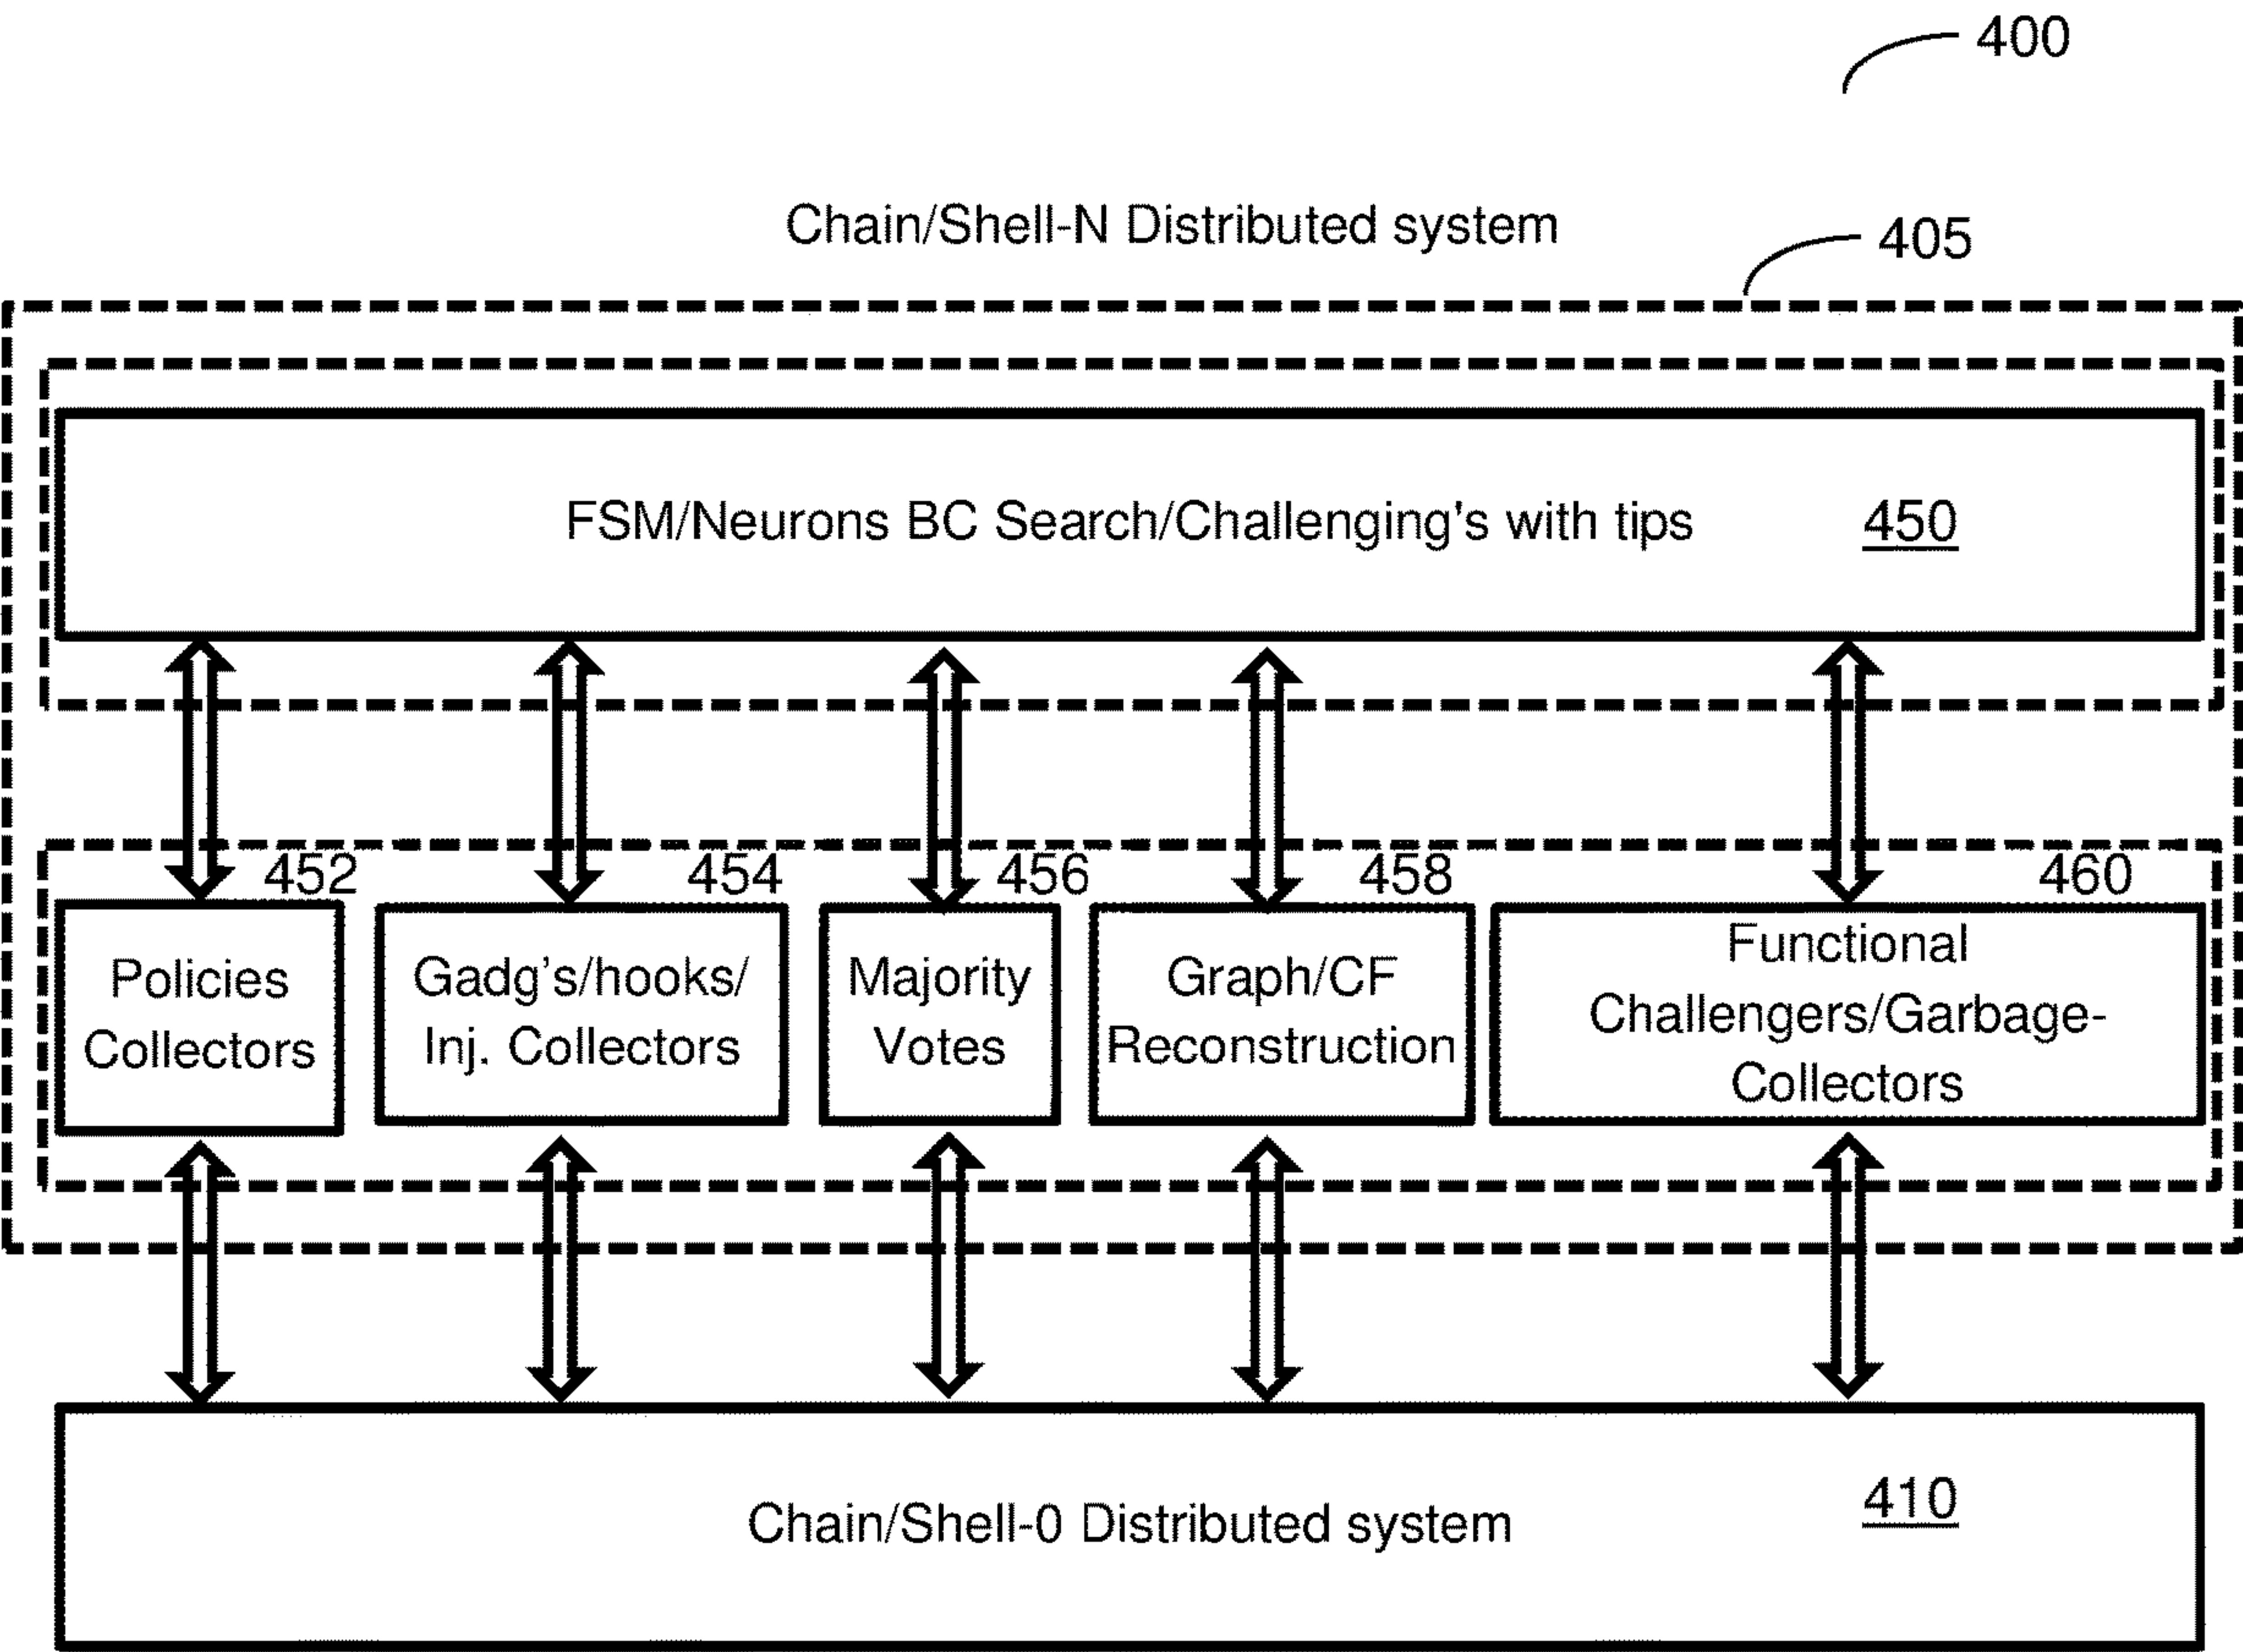 400
Chain/Shell-N Distributed system
405
FSM/Neurons BC Search/Challenging's with tips 450
452
454
456
458
460
Policies
Collectors
Gadg's/hooks/
Inj. Collectors
Majority
Votes
Graph/CF
Reconstruction
Functional
Challengers/Garbage-
Collectors
Chain/Shell-0 Distributed system 410